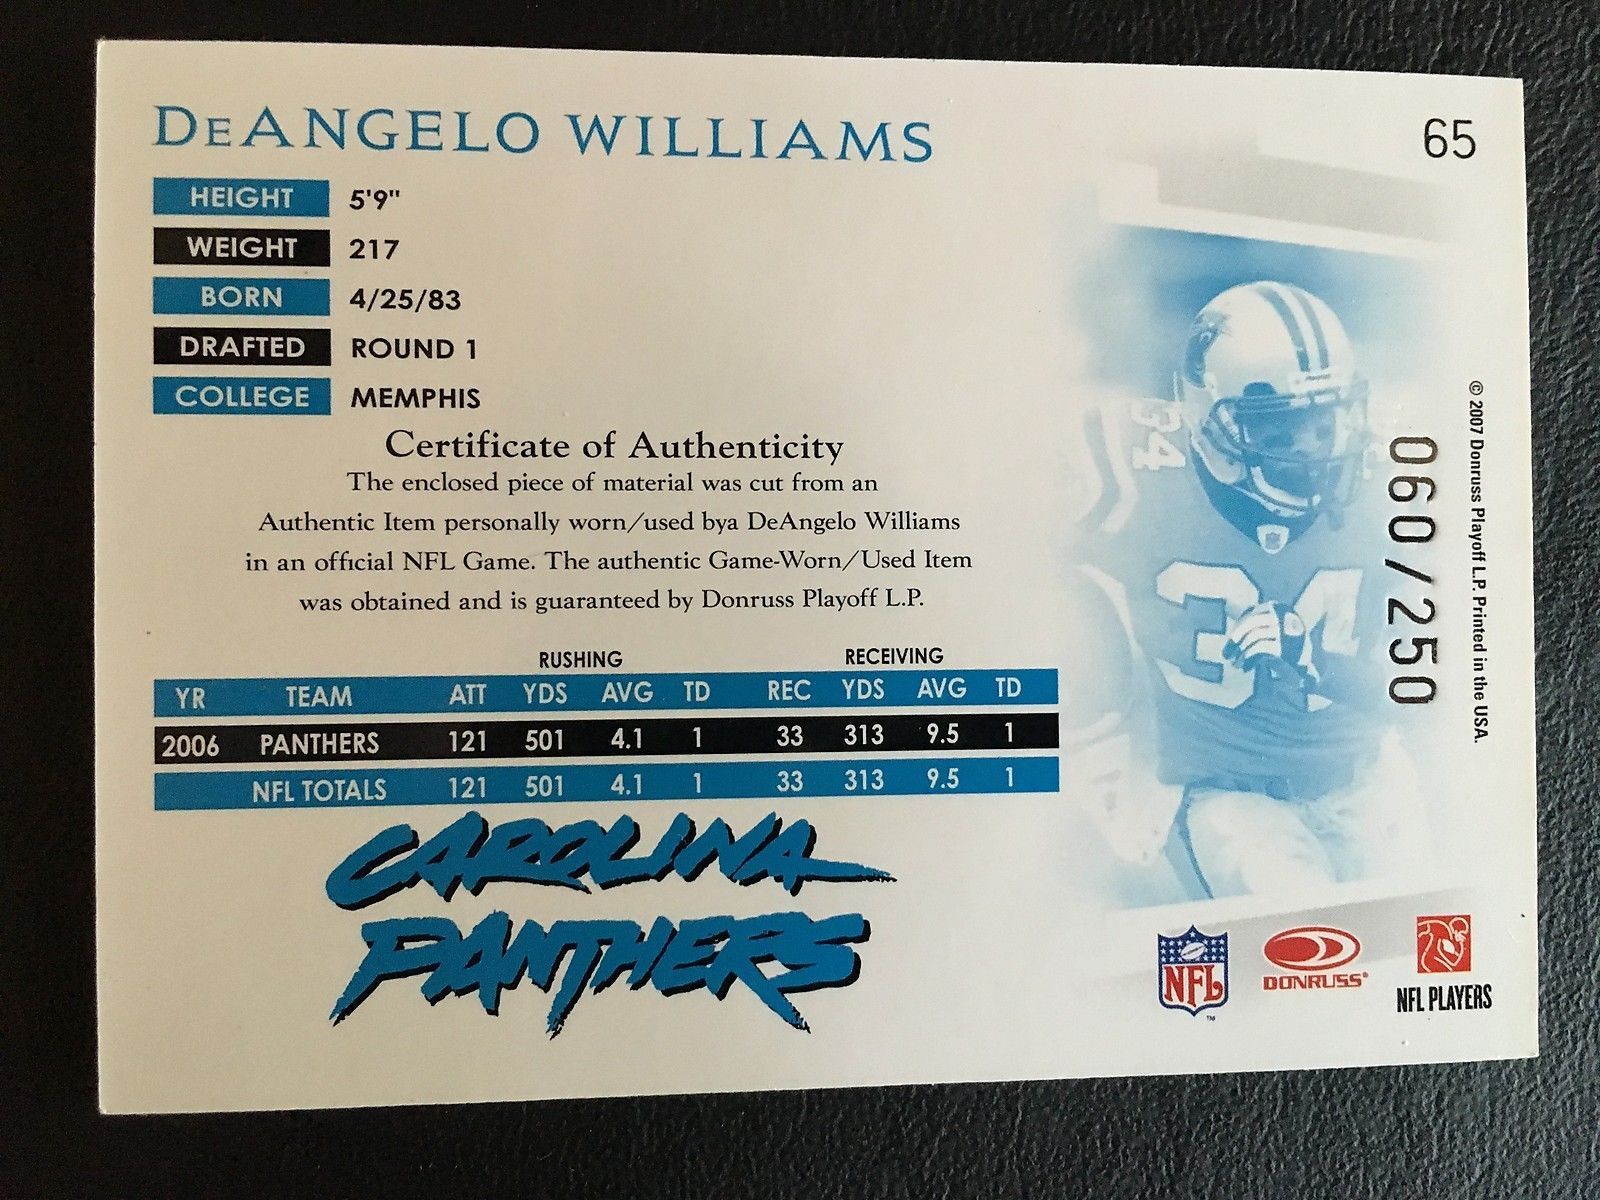 DeANGELO WILLIAMS
65
HEIGHT 5'9"
WEIGHT 217
BORN 4/25/83
DRAFTED ROUND 1
COLLEGE MEMPHIS
Certificate of Authenticity
The enclosed piece of material was cut from an
Authentic Item personally worn/used bya DeAngelo Williams
in an official NFL Game. The authentic Game-Worn/Used Item
was obtained and is guaranteed by Donruss Playoff L.P.
RUSHING RECEIVING
YR TEAM ATT YDS AVG TD REC YDS AVG TD
2006 PANTHERS 121 501 4.1 1 33 313 9.5 1
NFL TOTALS 121 501 4.1 1 33 313 9.5 1
CAROLINA
PANTHERS
34
34
060/250
© 2007 Donruss Playoff L.P. Printed in the USA.
NFL
TM
DONRUSS®
NFL PLAYERS